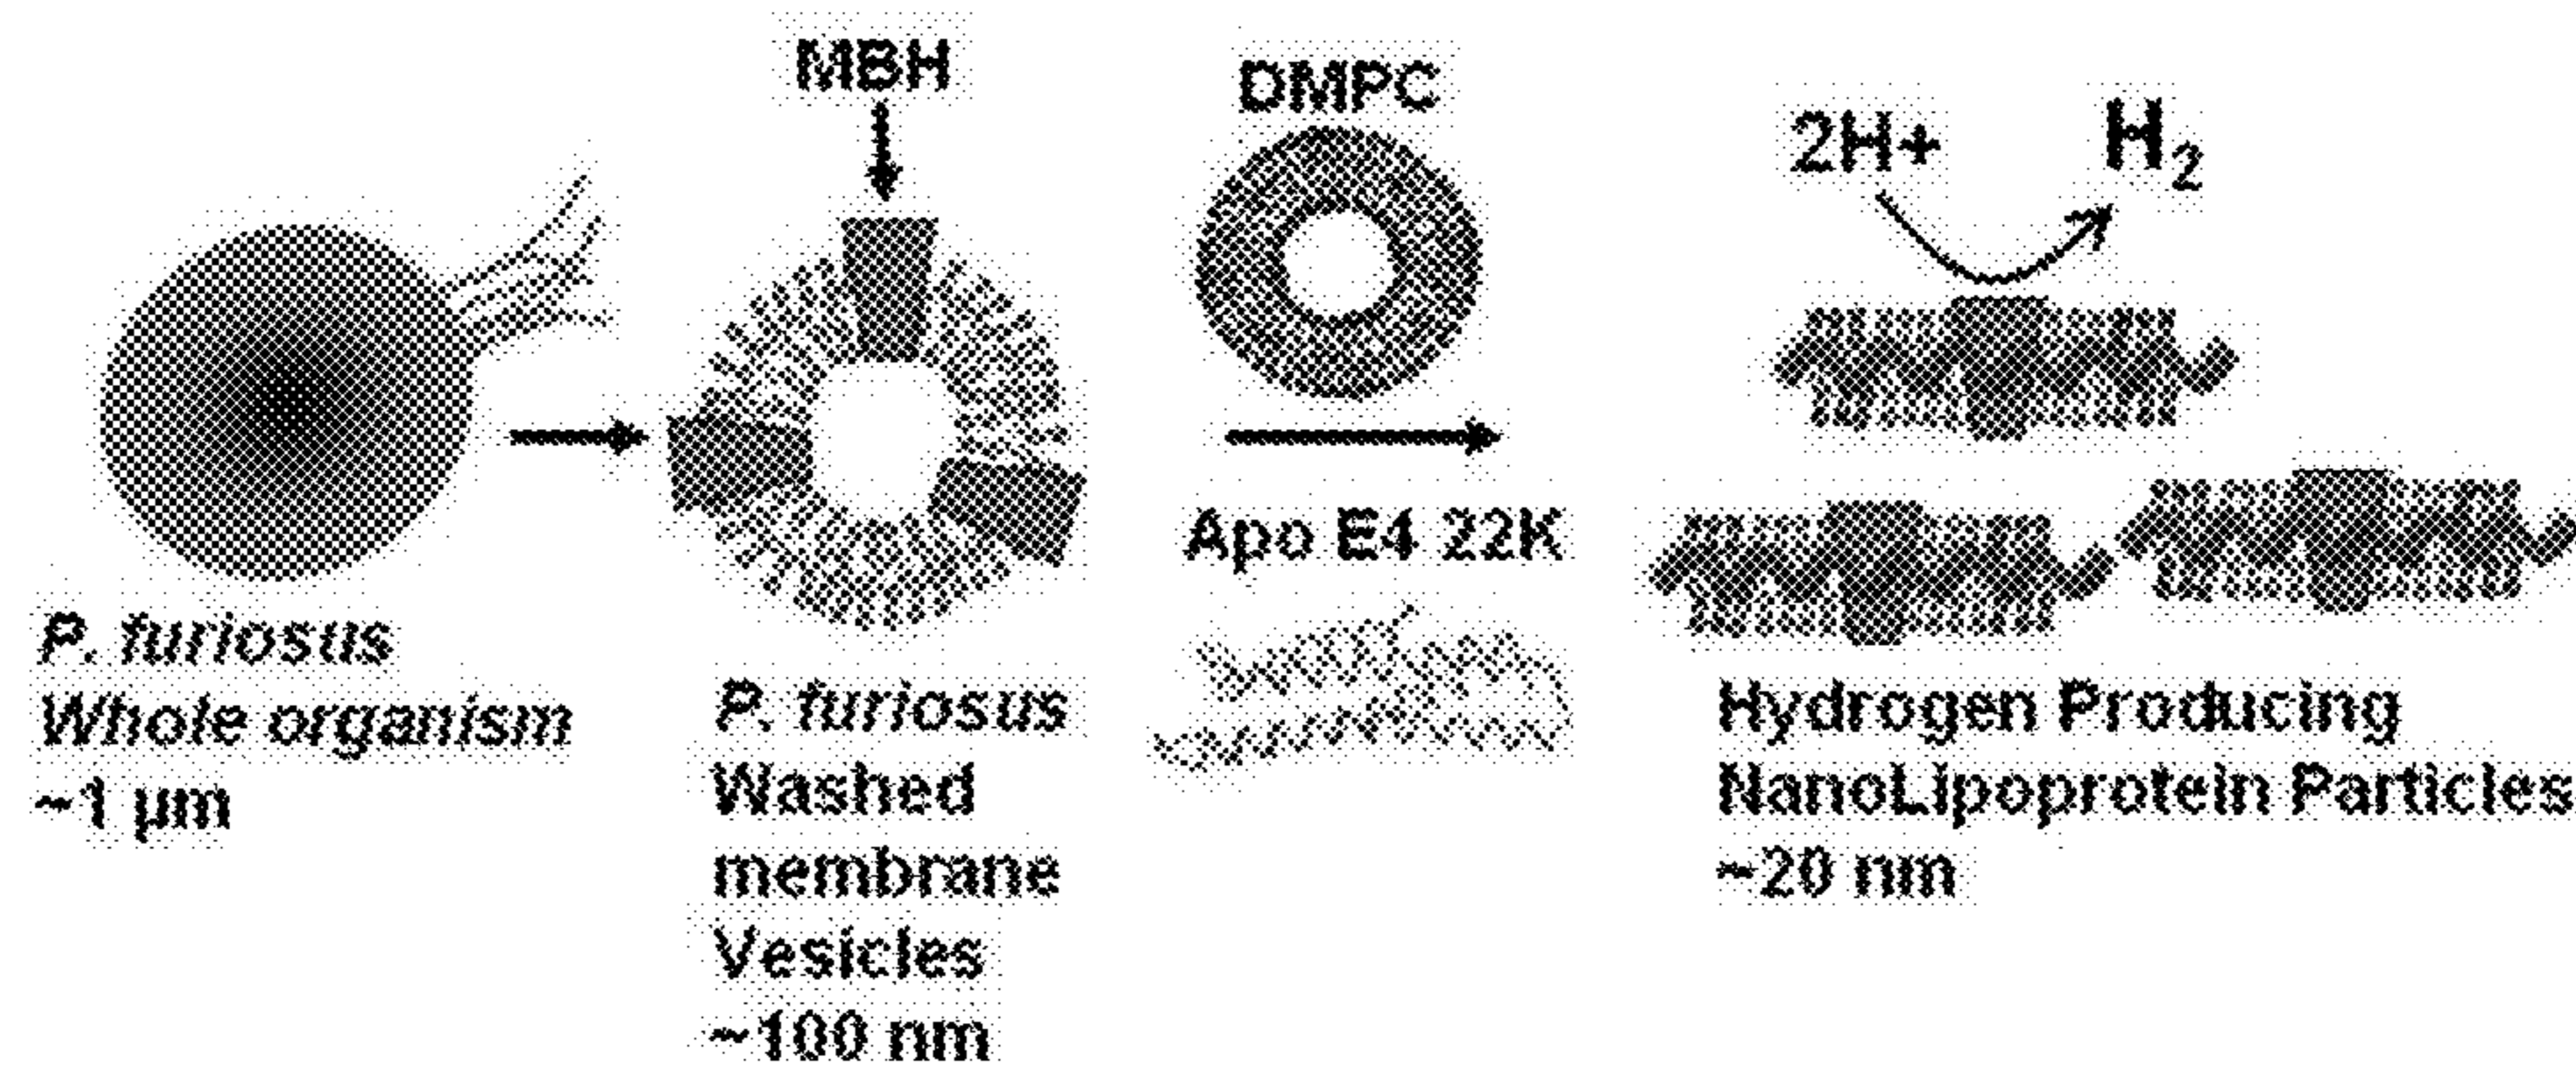 MBH
DMPC
2H+
H2
P. furiosus
Whole organism
~1 µm
P. furiosus
Washed
membrane
Vesicles
~100 nm
Apo E4 22K
Hydrogen Producing
NanoLipoprotein Particles
~20 nm